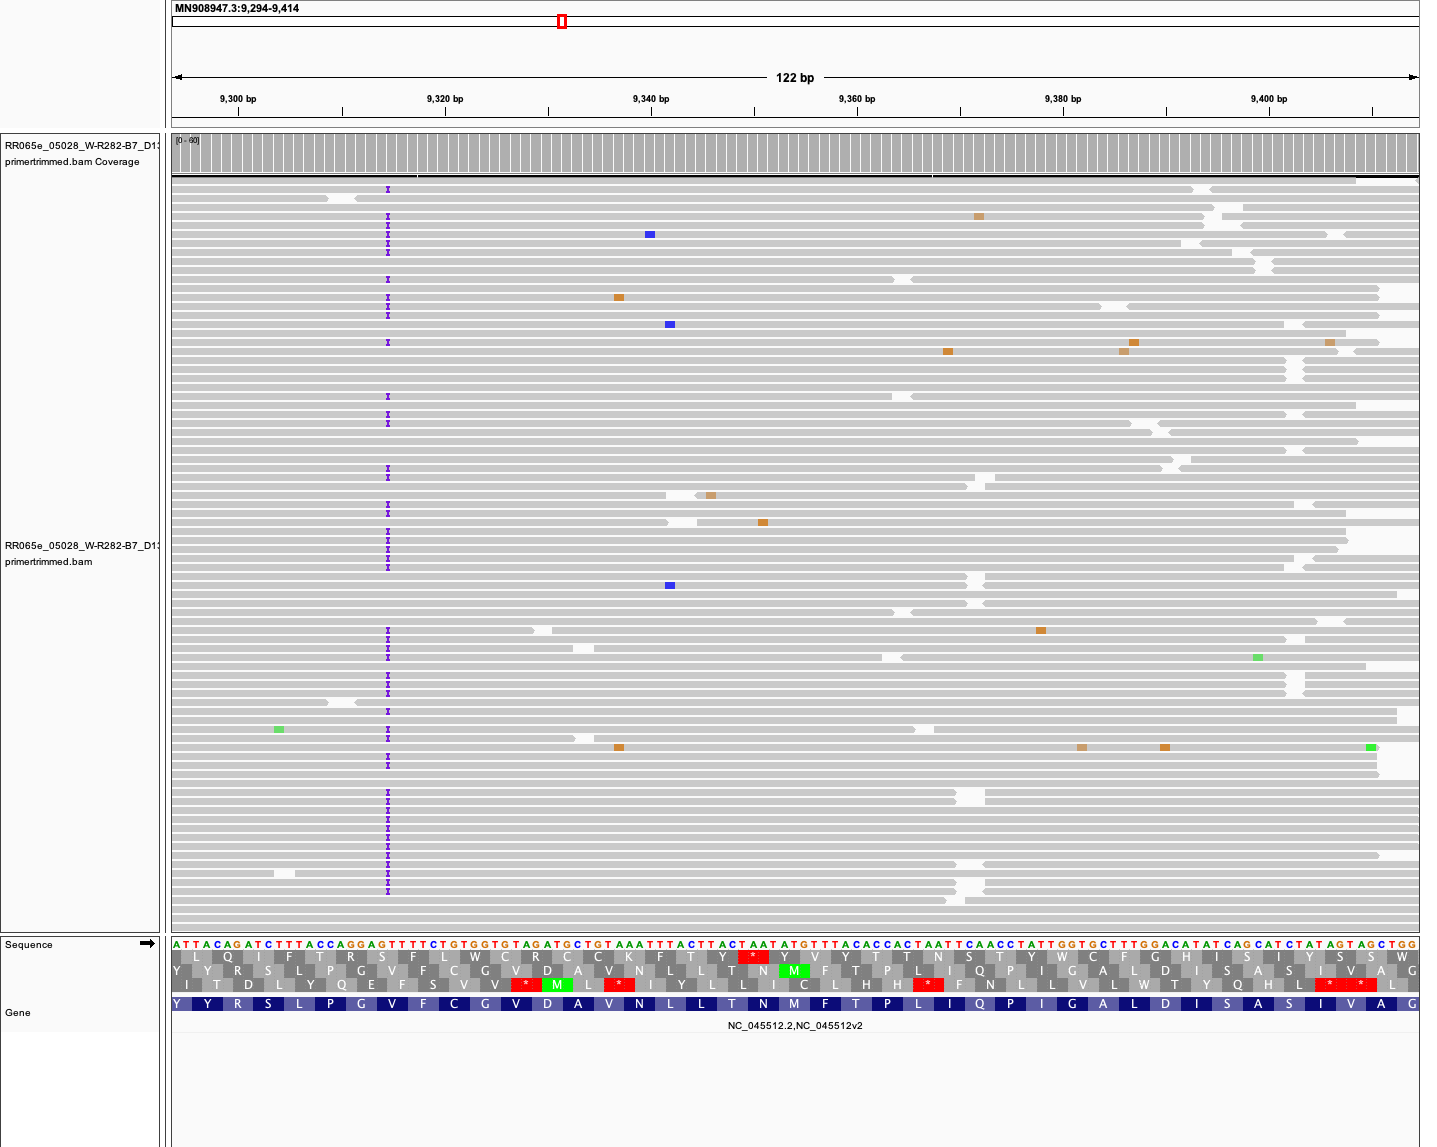 MN908947.3:9,294-9,414
122 bp
9,300 bp 9,320 bp 9,340 bp 9,360 bp 9,380 bp 9,400 bp
RR065e_05028_W-R282-B7_D1
primertrimmed.bam Coverage
[0 - 60]
RR065e_05028_W-R282-B7_D1
primertrimmed.bam
Sequence
ATTACAGATCTTTACCAGGAGTTTTCTGTGGTGTAGATGCTGTAAATTTACTTACTAATATGTTTACACCACTAATTCAACCTATTGGTGCTTTGGACATATCAGCATCTATAGTAGCTGG
L Q I F T R S F L W C R C C K F T Y * Y V Y T T N S T Y W C F G H I S I Y S S W
Y Y R S L P G V F C G V D A V N L L T N M F T P L I Q P I G A L D I S A S I V A G
I T D L Y Q E F S V V * M L * I Y L L I C L H H * F N L L V L W T Y Q H L * * L
Gene
Y Y R S L P G V F C G V D A V N L L T N M F T P L I Q P I G A L D I S A S I V A G
NC_045512.2,NC_045512v2